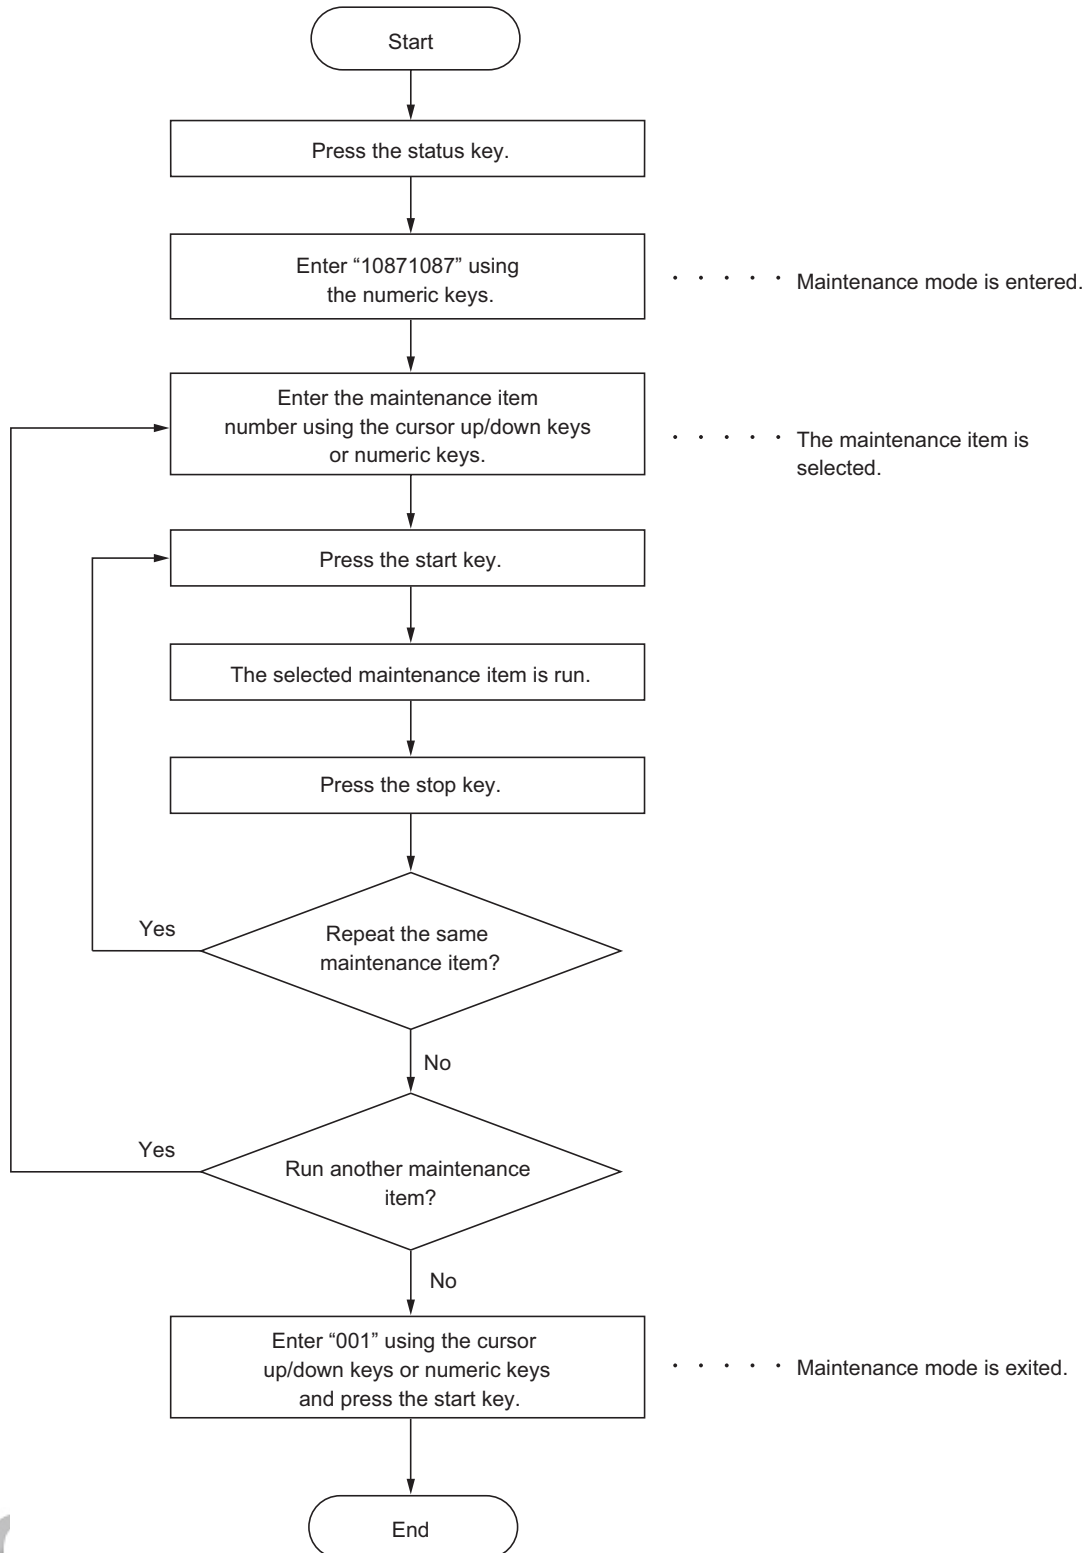 Start
Press the status key.
Enter “10871087” using
the numeric keys.
· · · · · Maintenance mode is entered.
Enter the maintenance item
number using the cursor up/down keys
or numeric keys.
· · · · · The maintenance item is
selected.
Press the start key.
The selected maintenance item is run.
Press the stop key.
Yes
Repeat the same
maintenance item?
No
Yes
Run another maintenance
item?
No
Enter “001” using the cursor
up/down keys or numeric keys
and press the start key.
· · · · · Maintenance mode is exited.
End